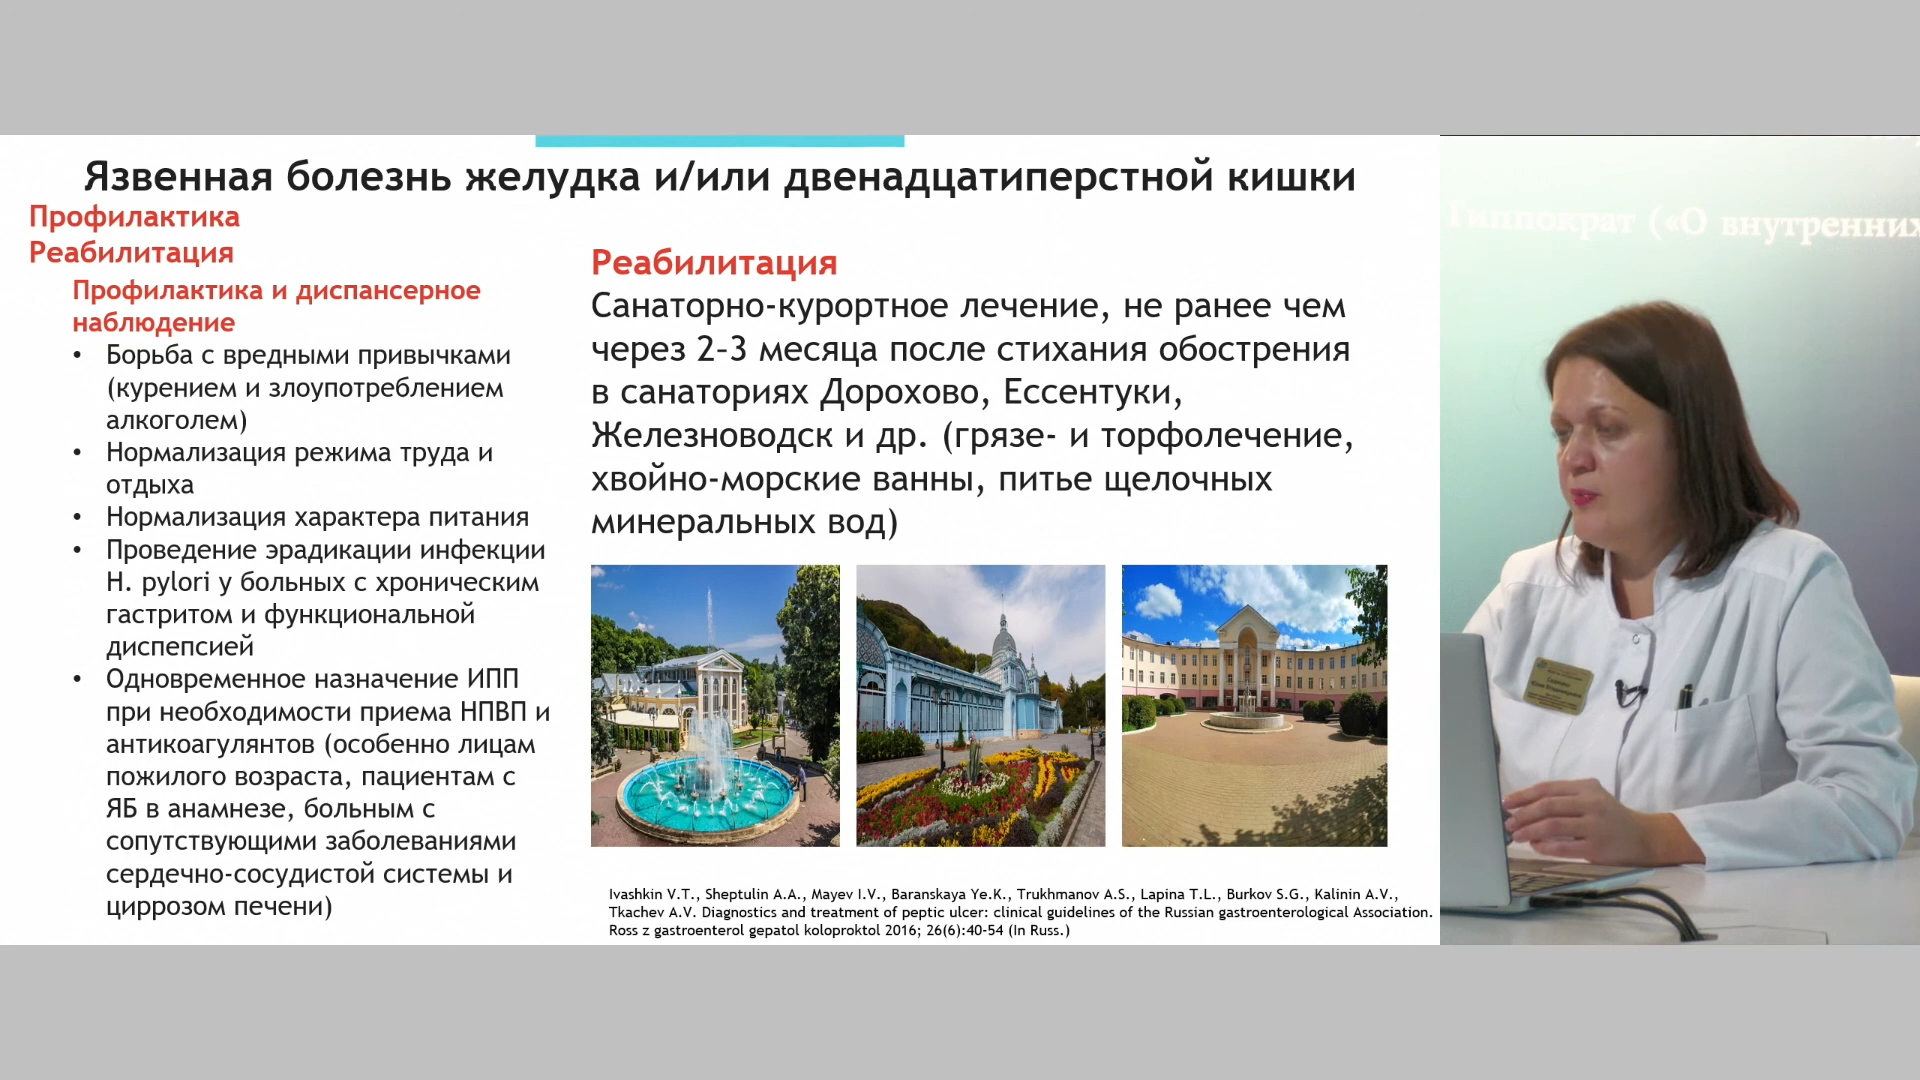 Язвенная болезнь желудка и/или двенадцатиперстной кишки
Профилактика
Реабилитация
Профилактика и диспансерное
наблюдение
• Борьба с вредными привычками
(курением и злоупотреблением
алкоголем)
• Нормализация режима труда и
отдыха
• Нормализация характера питания
• Проведение эрадикации инфекции
H. pylori у больных с хроническим
гастритом и функциональной
диспепсией
• Одновременное назначение ИПП
при необходимости приема НПВП и
антикоагулянтов (особенно лицам
пожилого возраста, пациентам с
ЯБ в анамнезе, больным с
сопутствующими заболеваниями
сердечно-сосудистой системы и
циррозом печени)
Реабилитация
Санаторно-курортное лечение, не ранее чем
через 2–3 месяца после стихания обострения
в санаториях Дорохово, Ессентуки,
Железноводск и др. (грязе- и торфолечение,
хвойно-морские ванны, питье щелочных
минеральных вод)
Ivashkin V.T., Sheptulin A.A., Mayev I.V., Baranskaya Ye.K., Trukhmanov A.S., Lapina T.L., Burkov S.G., Kalinin A.V.,
Tkachev A.V. Diagnostics and treatment of peptic ulcer: clinical guidelines of the Russian gastroenterological Association.
Ross z gastroenterol gepatol koloproktol 2016; 26(6):40-54 (In Russ.)
Гиппократ («О внутренних